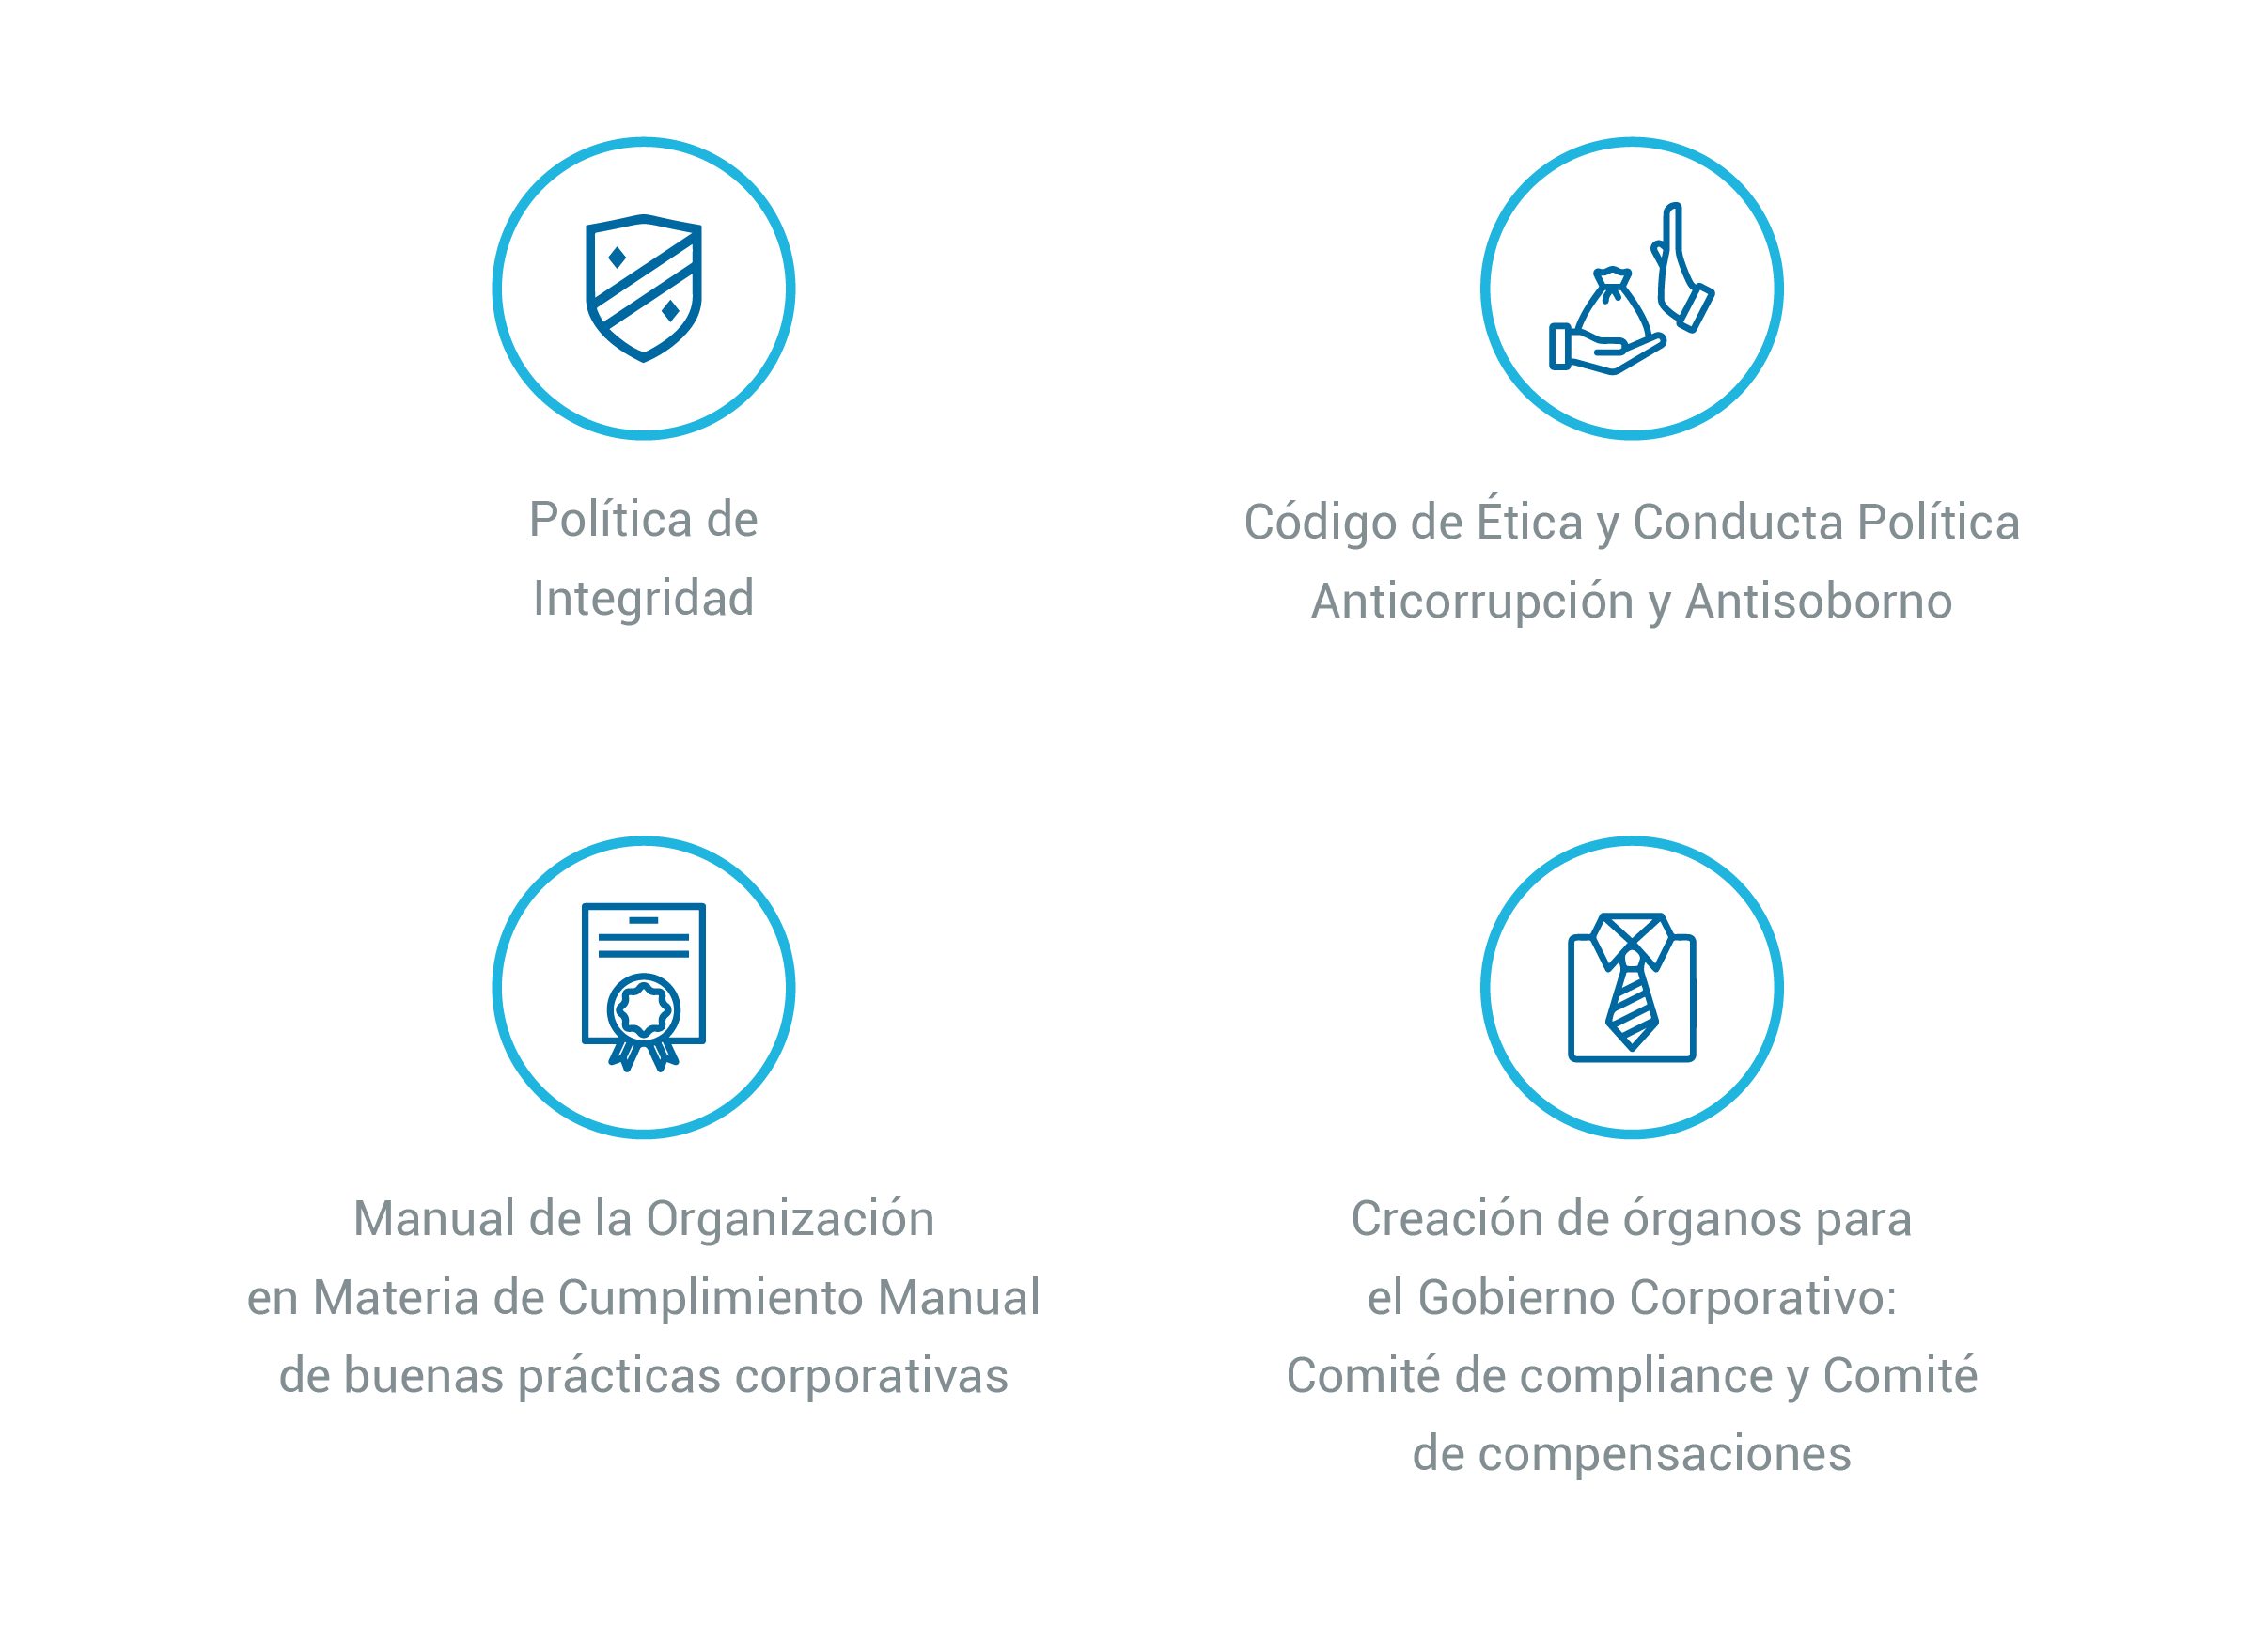 Política de
Integridad
Código de Ética y Conducta Política
Anticorrupción y Antisoborno
Manual de la Organización
en Materia de Cumplimiento Manual
de buenas prácticas corporativas
Creación de órganos para
el Gobierno Corporativo:
Comité de compliance y Comité
de compensaciones